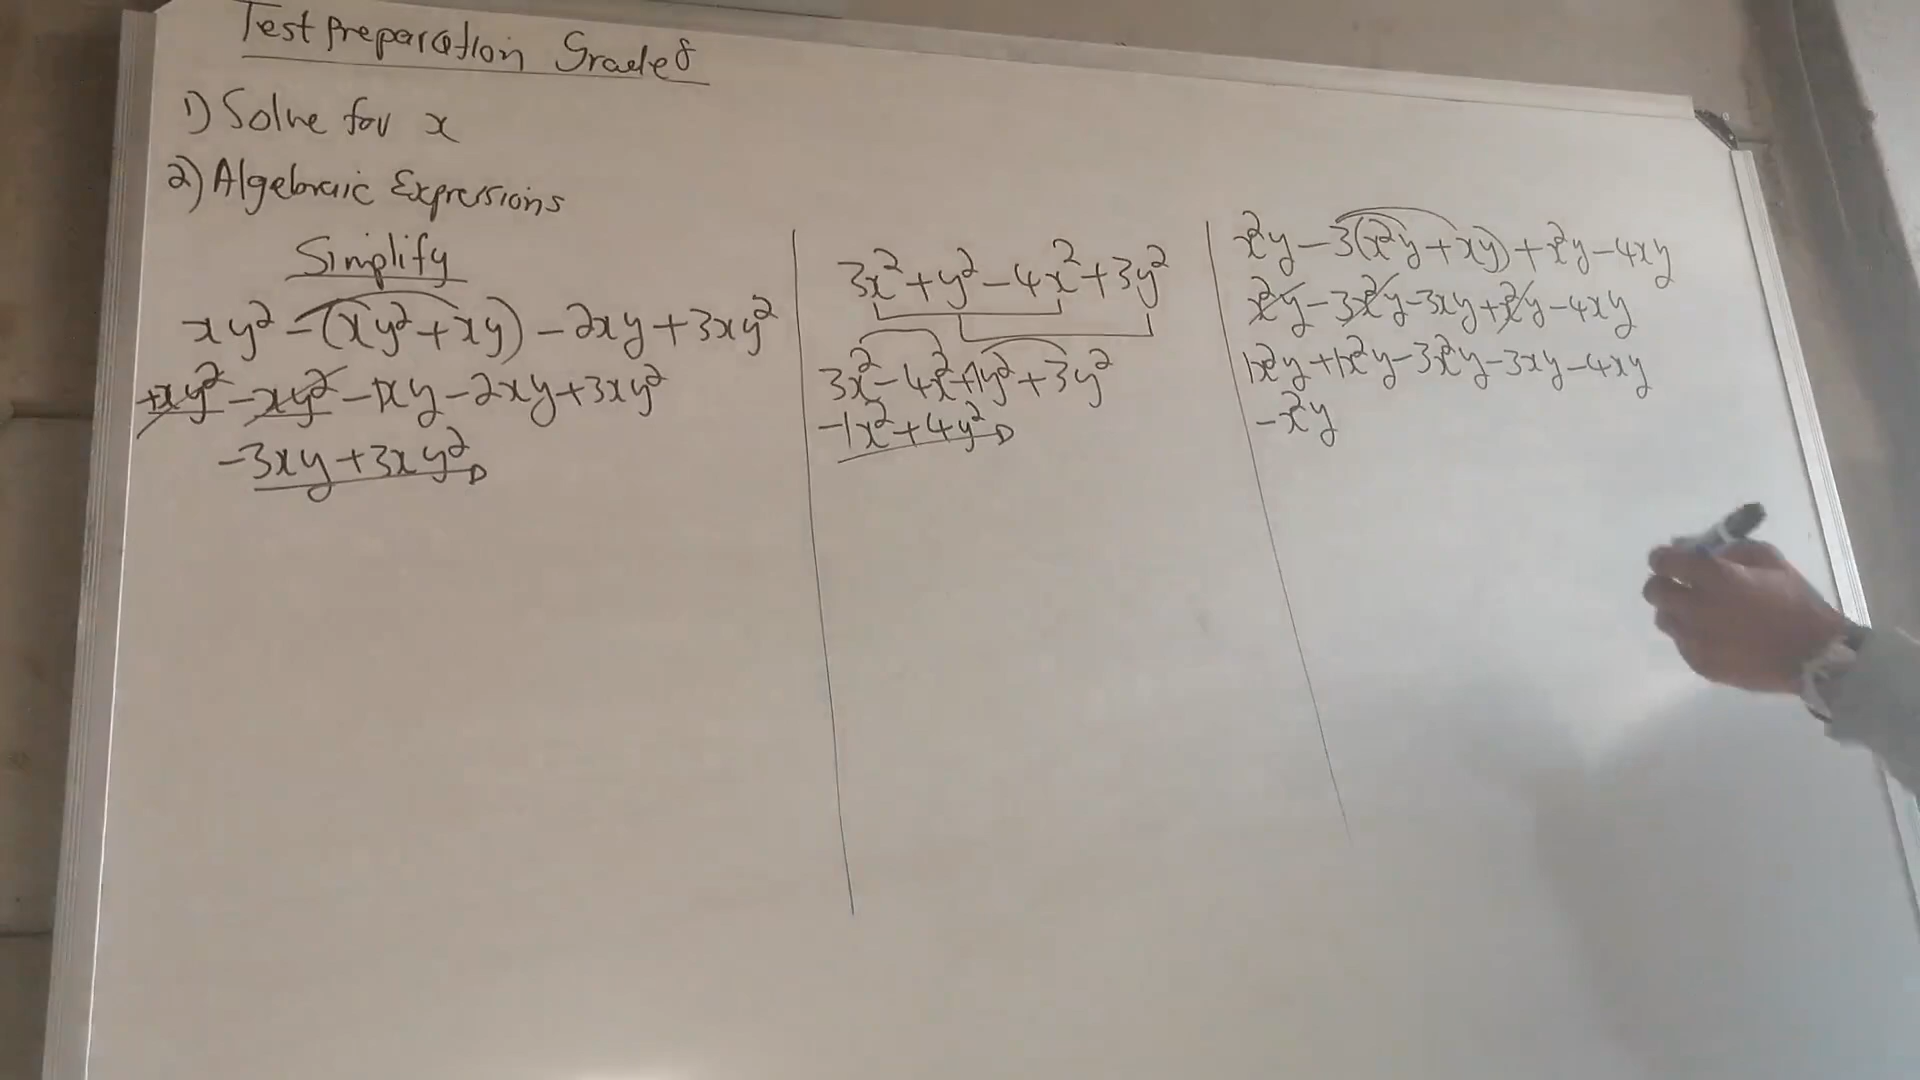 Test Preparation Grade 8
1) Solve for x
2) Algebraic Expressions
Simplify
xy² - (xy² + xy) - 2xy + 3xy²
+xy² - xy² - 1xy - 2xy + 3xy²
-3xy + 3xy²
3x² + y² - 4x² + 3y²
3x² - 4x² + 1y² + 3y²
-1x² + 4y²
x²y - 3(x²y + xy) + x²y - 4xy
x²y - 3x²y - 3xy + x²y - 4xy
1x²y + 1x²y - 3x²y - 3xy - 4xy
-x²y